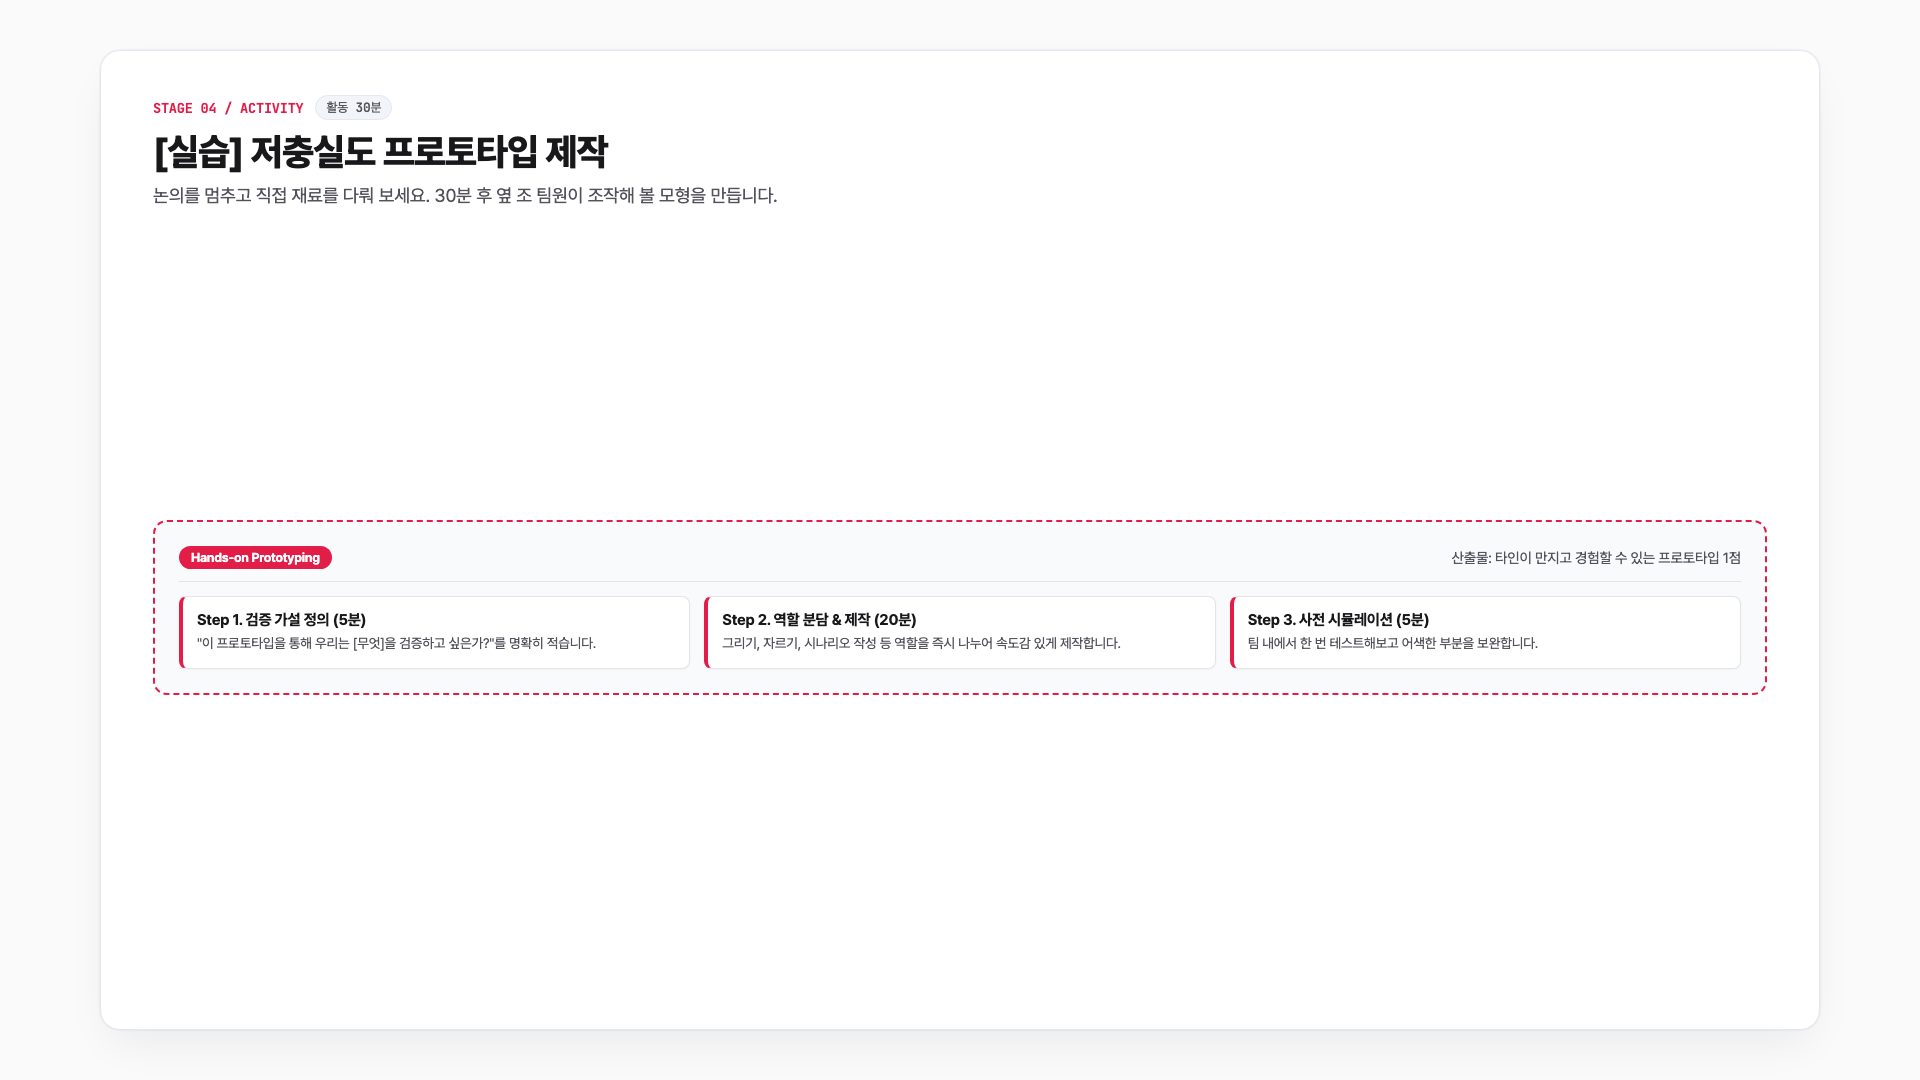 STAGE 04 / ACTIVITY 활동 30분
[실습] 저충실도 프로토타입 제작
논의를 멈추고 직접 재료를 다뤄 보세요. 30분 후 옆 조 팀원이 조작해 볼 모형을 만듭니다.
Hands-on Prototyping
산출물: 타인이 만지고 경험할 수 있는 프로토타입 1점
Step 1. 검증 가설 정의 (5분)
"이 프로토타입을 통해 우리는 [무엇]을 검증하고 싶은가?"를 명확히 적습니다.
Step 2. 역할 분담 & 제작 (20분)
그리기, 자르기, 시나리오 작성 등 역할을 즉시 나누어 속도감 있게 제작합니다.
Step 3. 사전 시뮬레이션 (5분)
팀 내에서 한 번 테스트해보고 어색한 부분을 보완합니다.